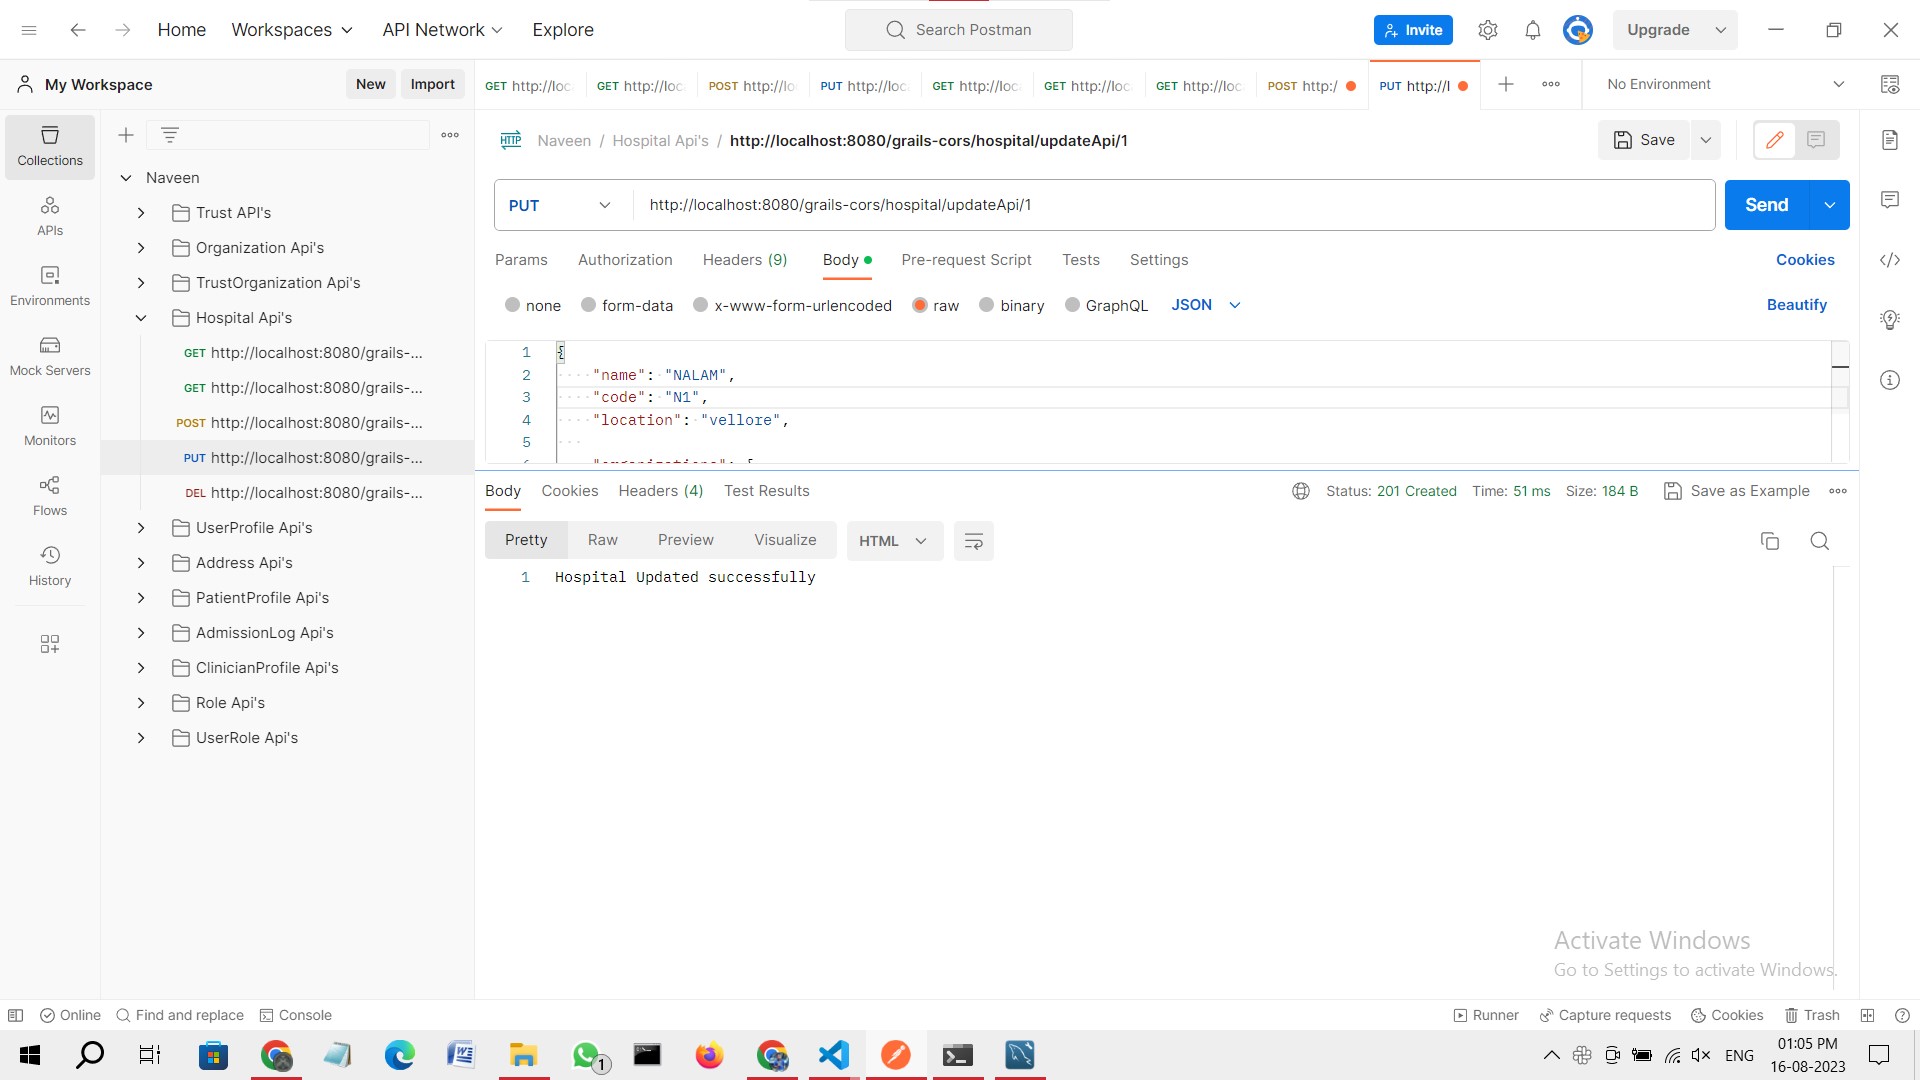 Home Workspaces API Network Explore Search Postman Invite Upgrade
My Workspace New Import
GET http://loc GET http://loc POST http://lo PUT http://loc GET http://loc GET http://loc GET http://loc POST http:/ PUT http://l No Environment
Collections
APIs
Environments
Mock Servers
Monitors
Flows
History
Naveen
Trust API's
Organization Api's
TrustOrganization Api's
Hospital Api's
GET http://localhost:8080/grails-...
GET http://localhost:8080/grails-...
POST http://localhost:8080/grails-...
PUT http://localhost:8080/grails-...
DEL http://localhost:8080/grails-...
UserProfile Api's
Address Api's
PatientProfile Api's
AdmissionLog Api's
ClinicianProfile Api's
Role Api's
UserRole Api's
HTTP Naveen / Hospital Api's / http://localhost:8080/grails-cors/hospital/updateApi/1 Save
PUT http://localhost:8080/grails-cors/hospital/updateApi/1 Send
Params Authorization Headers (9) Body Pre-request Script Tests Settings Cookies
none form-data x-www-form-urlencoded raw binary GraphQL JSON Beautify
1 {
2 "name": "NALAM",
3 "code": "N1",
4 "location": "vellore",
5
Body Cookies Headers (4) Test Results Status: 201 Created Time: 51 ms Size: 184 B Save as Example
Pretty Raw Preview Visualize HTML
1 Hospital Updated successfully
Activate Windows
Go to Settings to activate Windows.
Online Find and replace Console Runner Capture requests Cookies Trash
1 ENG 01:05 PM
16-08-2023